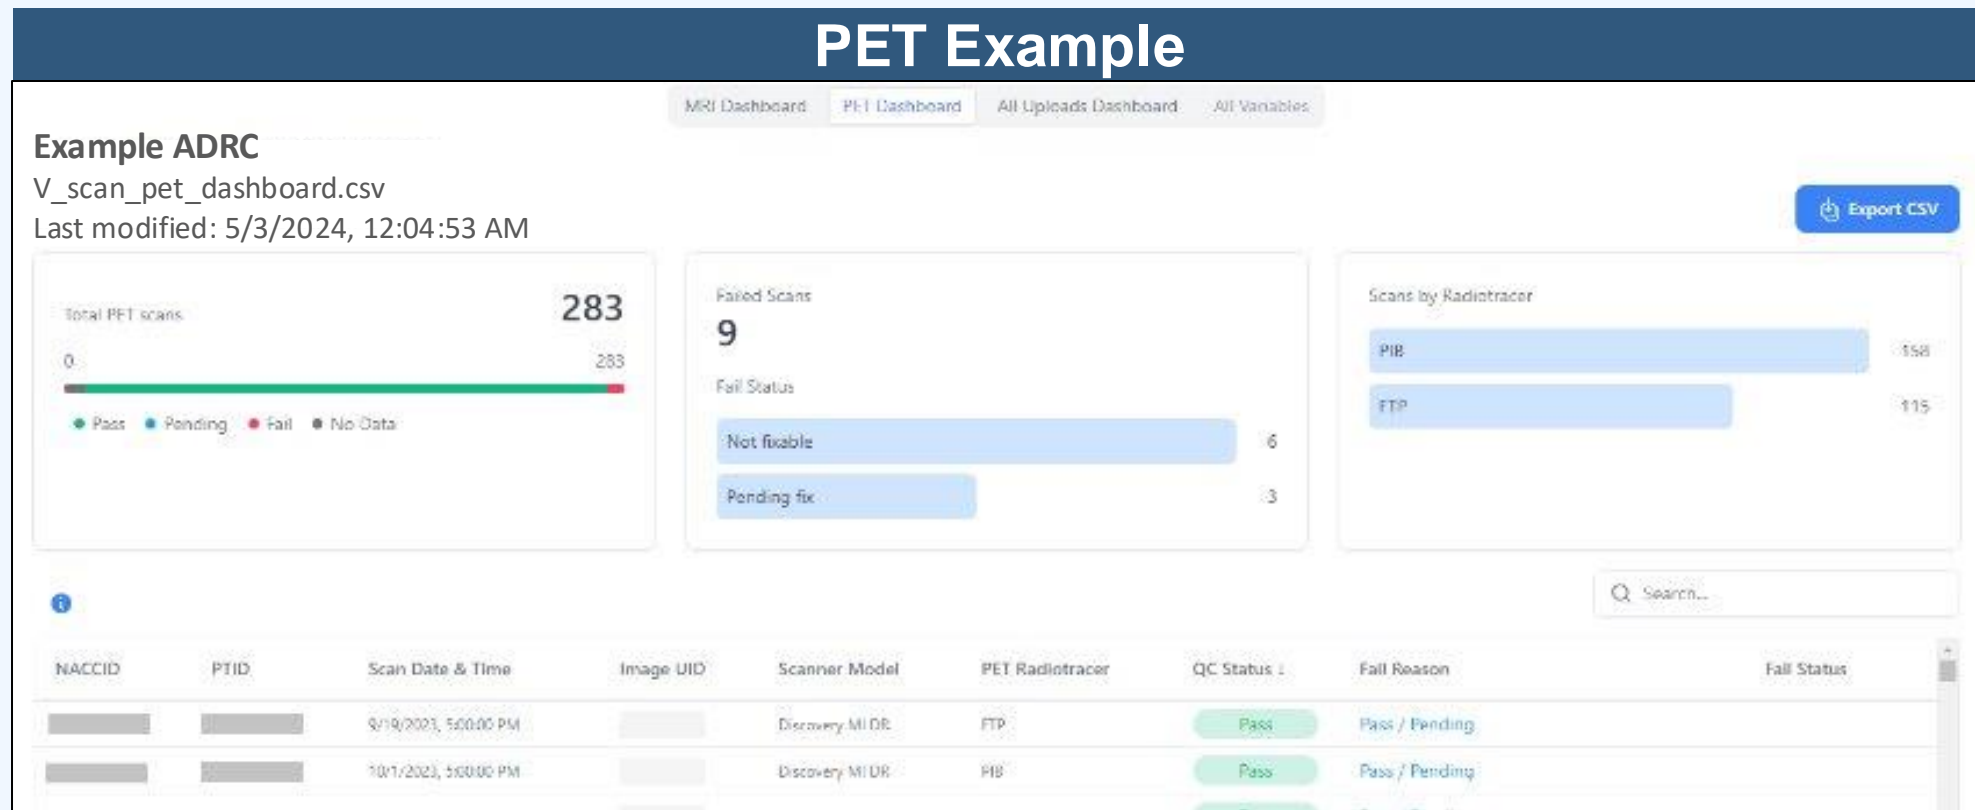 PET Example
MRI Dashboard PET Dashboard All Uploads Dashboard All Variables
Example ADRC
V_scan_pet_dashboard.csv
Last modified: 5/3/2024, 12:04:53 AM
Export CSV
Total PET scans 283
0 283
Pass Pending Fail No Data
Failed Scans
9
Fail Status
Not fixable 6
Pending fix 3
Scans by Radiotracer
PIB 158
FTP 115
Search...
NACCID PTID Scan Date & Time Image UID Scanner Model PET Radiotracer QC Status ↓ Fail Reason Fail Status
9/19/2023, 5:00:00 PM Discovery MI DR FTP Pass Pass / Pending
10/1/2023, 5:00:00 PM Discovery MI DR PIB Pass Pass / Pending